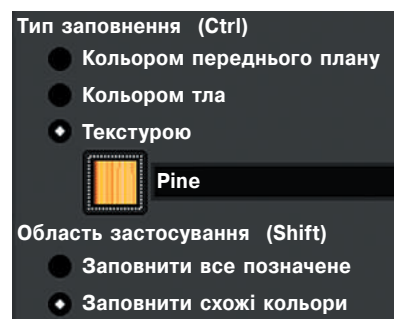 Тип заповнення (Ctrl)
Кольором переднього плану
Кольором тла
Текстурою
Pine
Область застосування (Shift)
Заповнити все позначене
Заповнити схожі кольори